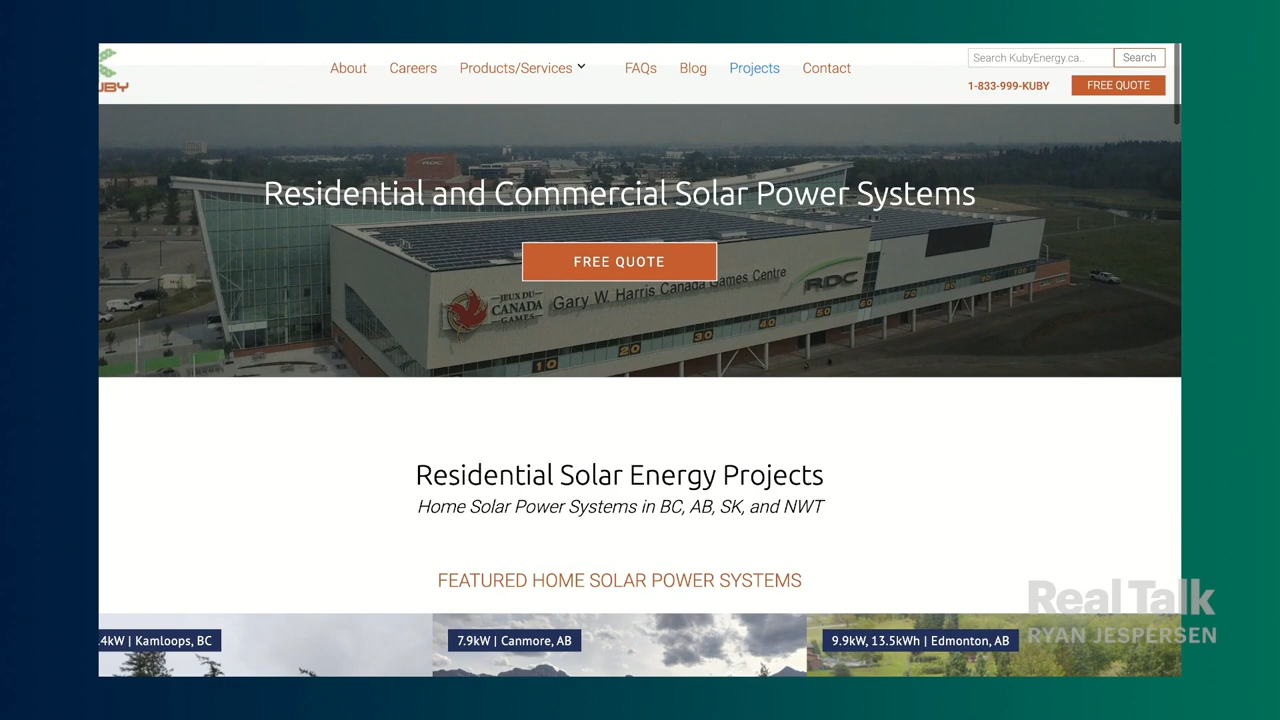 UBY
About Careers Products/Services FAQs Blog Projects Contact
Search KubyEnergy.ca..
Search
1-833-999-KUBY
FREE QUOTE
RDC
Residential and Commercial Solar Power Systems
FREE QUOTE
JEUX DU
CANADA
GAMES
Gary W. Harris Canada Games Centre
RDC
10 20 30 40 50 60 70 80 90 100
Residential Solar Energy Projects
Home Solar Power Systems in BC, AB, SK, and NWT
FEATURED HOME SOLAR POWER SYSTEMS
.4kW | Kamloops, BC
7.9kW | Canmore, AB
9.9kW, 13.5kWh | Edmonton, AB
Real Talk
RYAN JESPERSEN